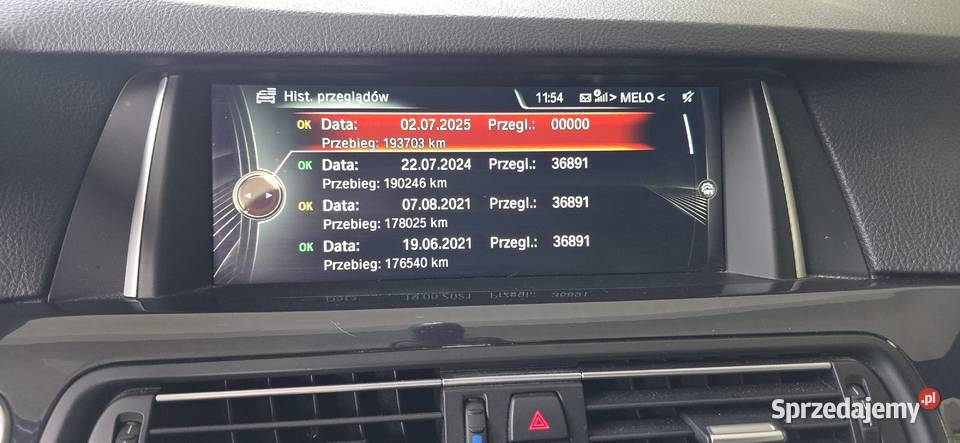 Hist. przeglądów 11:54 > MELO <
OK Data: 02.07.2025 Przegl.: 00000
Przebieg: 193703 km
OK Data: 22.07.2024 Przegl.: 36891
Przebieg: 190246 km
OK Data: 07.08.2021 Przegl.: 36891
Przebieg: 178025 km
OK Data: 19.06.2021 Przegl.: 36891
Przebieg: 176540 km
Sprzedajemy.pl